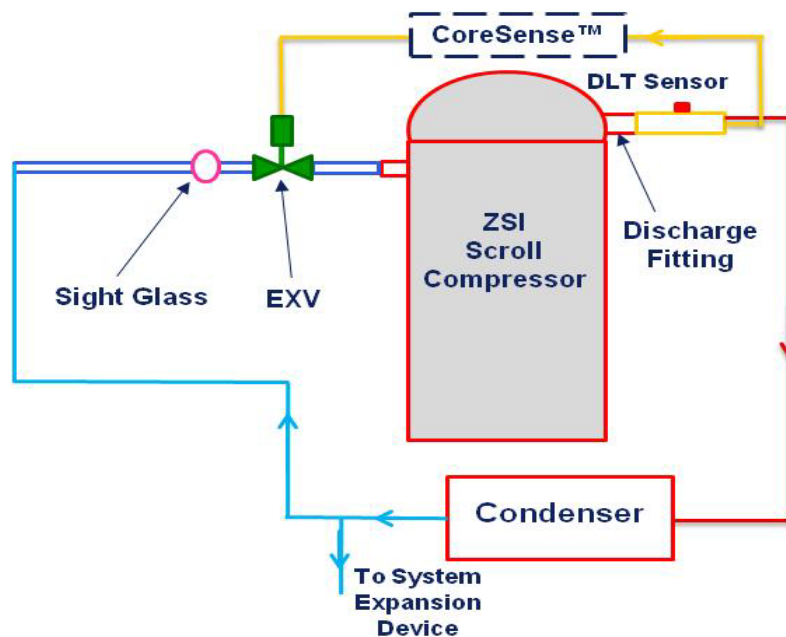 CoreSense™
DLT Sensor
ZSI
Scroll
Compressor
Discharge
Fitting
Sight Glass
EXV
Condenser
To System
Expansion
Device